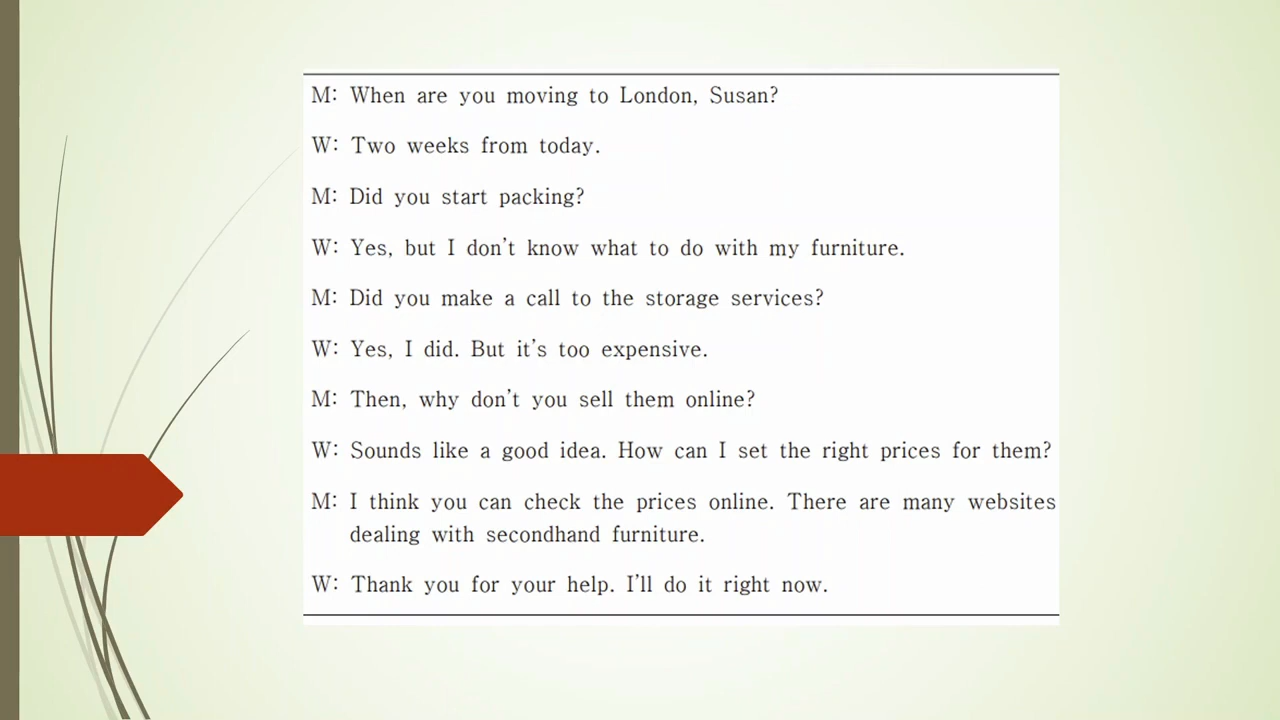 M: When are you moving to London, Susan?
W: Two weeks from today.
M: Did you start packing?
W: Yes, but I don't know what to do with my furniture.
M: Did you make a call to the storage services?
W: Yes, I did. But it's too expensive.
M: Then, why don't you sell them online?
W: Sounds like a good idea. How can I set the right prices for them?
M: I think you can check the prices online. There are many websites
dealing with secondhand furniture.
W: Thank you for your help. I'll do it right now.